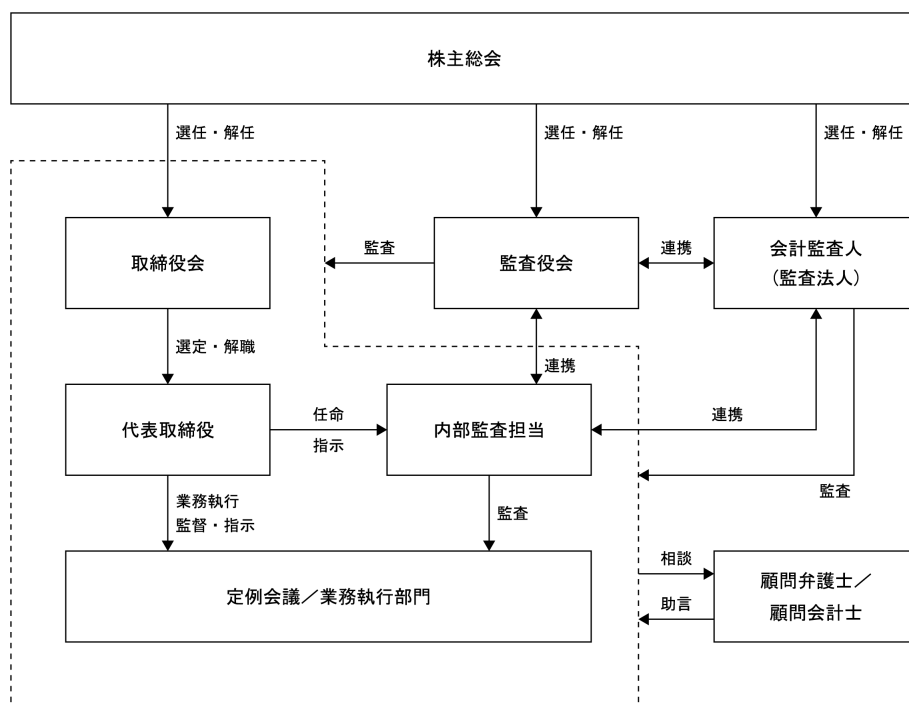 株主総会
選任・解任
選任・解任
選任・解任
取締役会
監査
監査役会
連携
会計監査人
(監査法人)
選定・解職
連携
代表取締役
任命
指示
内部監査担当
連携
監査
業務執行
監督・指示
監査
定例会議／業務執行部門
相談
助言
顧問弁護士／
顧問会計士